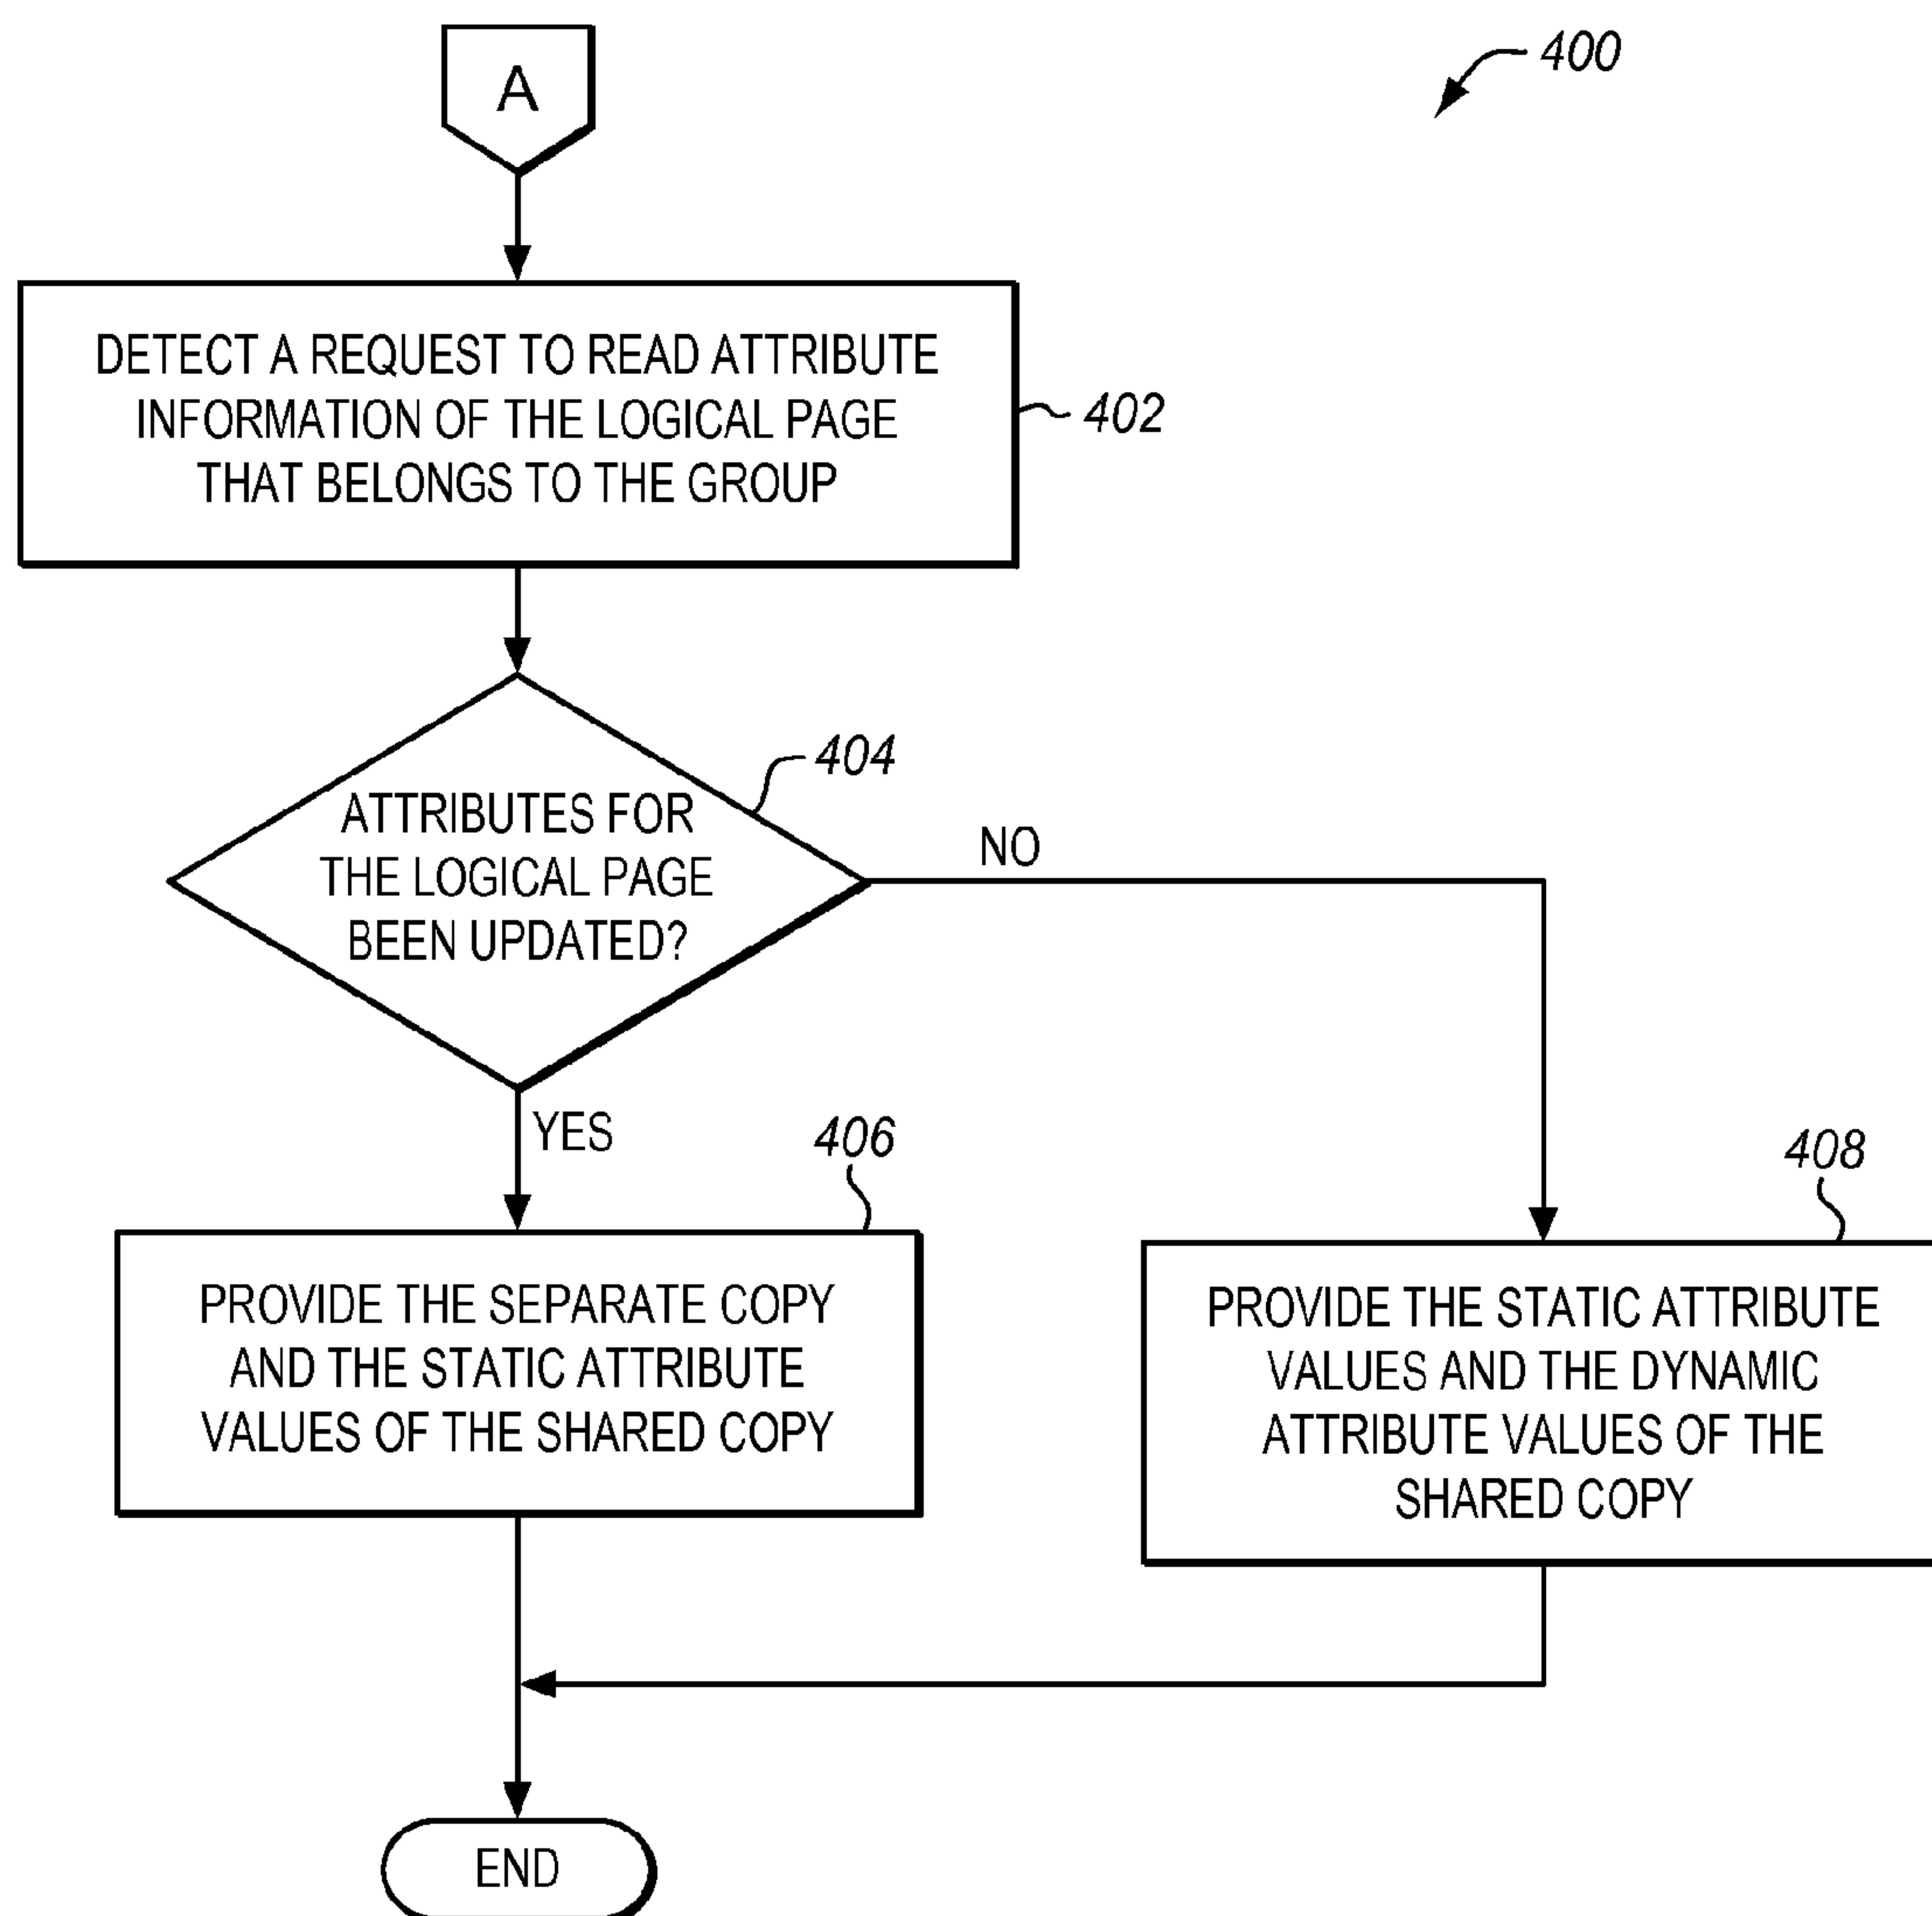 A
400
DETECT A REQUEST TO READ ATTRIBUTE
INFORMATION OF THE LOGICAL PAGE
THAT BELONGS TO THE GROUP
402
404
ATTRIBUTES FOR
THE LOGICAL PAGE
BEEN UPDATED?
NO
YES
406
PROVIDE THE SEPARATE COPY
AND THE STATIC ATTRIBUTE
VALUES OF THE SHARED COPY
408
PROVIDE THE STATIC ATTRIBUTE
VALUES AND THE DYNAMIC
ATTRIBUTE VALUES OF THE
SHARED COPY
END